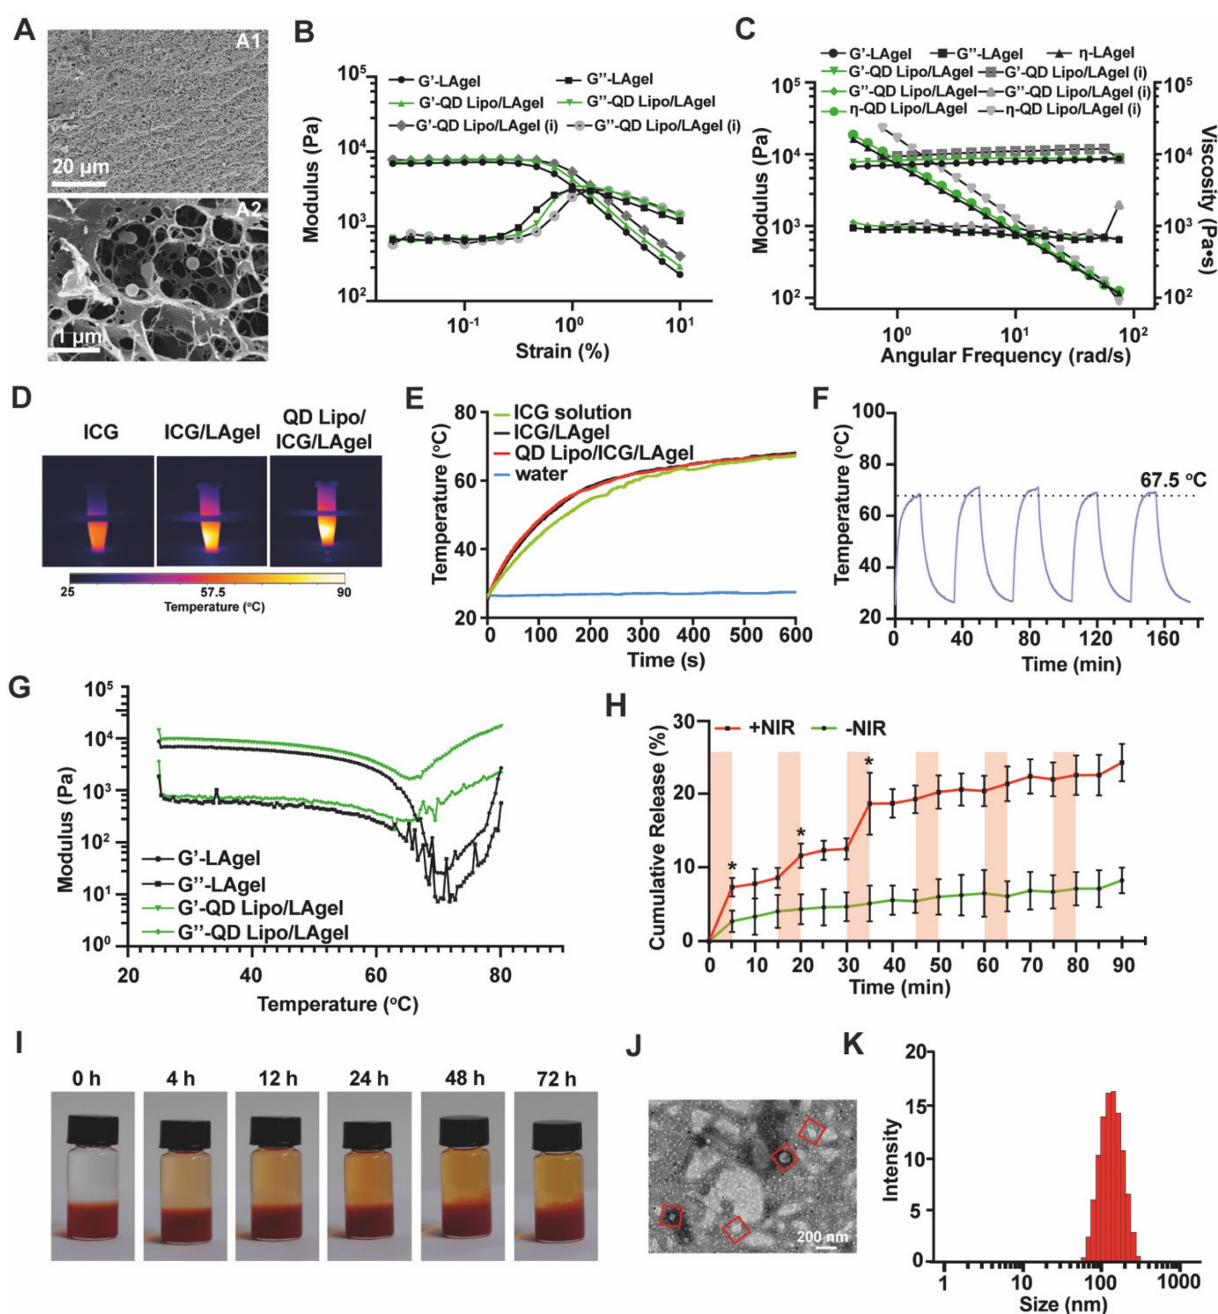 A
A1
20 μm
A2
1 μm
B
G’-LAgel
G’’-LAgel
G’-QD Lipo/LAgel
G’’-QD Lipo/LAgel
G’-QD Lipo/LAgel (i)
G’’-QD Lipo/LAgel (i)
Modulus (Pa)
10⁵
10⁴
10³
10²
10⁻¹
10⁰
10¹
Strain (%)
C
G’-LAgel
G’’-LAgel
η-LAgel
G’-QD Lipo/LAgel
G’-QD Lipo/LAgel (i)
G’’-QD Lipo/LAgel
G’’-QD Lipo/LAgel (i)
η-QD Lipo/LAgel
η-QD Lipo/LAgel (i)
Modulus (Pa)
10⁵
10⁴
10³
10²
Viscosity (Pa•s)
10⁵
10⁴
10³
10²
10⁰
10¹
10²
Angular Frequency (rad/s)
D
ICG
ICG/LAgel
QD Lipo/
ICG/LAgel
25
57.5
90
Temperature (°C)
E
ICG solution
ICG/LAgel
QD Lipo/ICG/LAgel
water
Temperature (°C)
80
60
40
20
0
100
200
300
400
500
600
Time (s)
F
Temperature (°C)
100
80
60
40
20
67.5 °C
0
40
80
120
160
Time (min)
G
Modulus (Pa)
10⁵
10⁴
10³
10²
10¹
10⁰
G’-LAgel
G’’-LAgel
G’-QD Lipo/LAgel
G’’-QD Lipo/LAgel
20
40
60
80
Temperature (°C)
H
+NIR
-NIR
Cumulative Release (%)
30
20
10
0
*
*
*
0
10
20
30
40
50
60
70
80
90
Time (min)
I
0 h
4 h
12 h
24 h
48 h
72 h
J
200 nm
K
Intensity
20
15
10
5
0
1
10
100
1000
Size (nm)